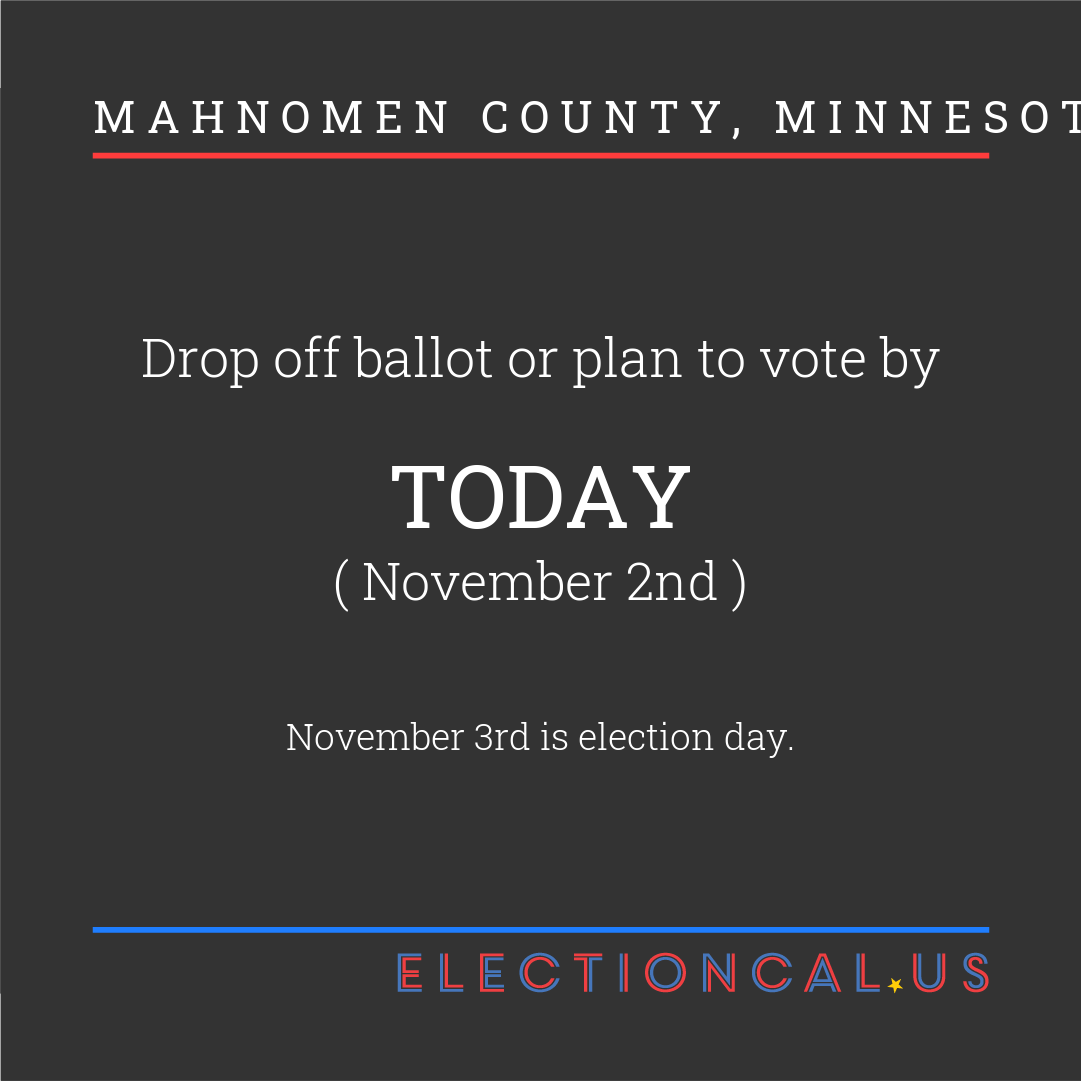 MAHNOMEN COUNTY, MINNESOT
Drop off ballot or plan to vote by
TODAY
( November 2nd )
November 3rd is election day.
ELECTIONCAL.US